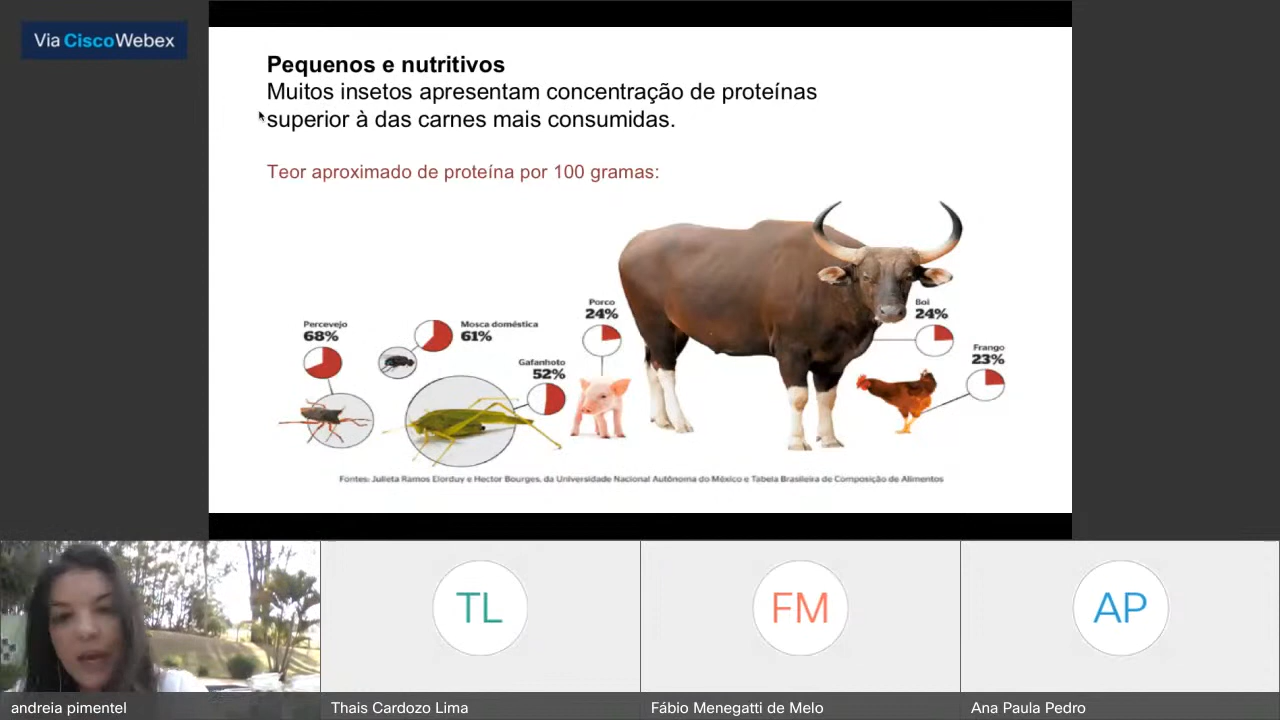 Via Cisco Webex
Pequenos e nutritivos
Muitos insetos apresentam concentração de proteínas
superior à das carnes mais consumidas.
Teor aproximado de proteína por 100 gramas:
Porco
24%
Boi
24%
Percevejo
68%
Mosca doméstica
61%
Frango
23%
Gafanhoto
52%
Fontes: Julieta Ramos Elorduy e Hector Bourges, da Universidade Nacional Autônoma do México e Tabela Brasileira de Composição de Alimentos
TL
FM
AP
andreia pimentel
Thais Cardozo Lima
Fábio Menegatti de Melo
Ana Paula Pedro